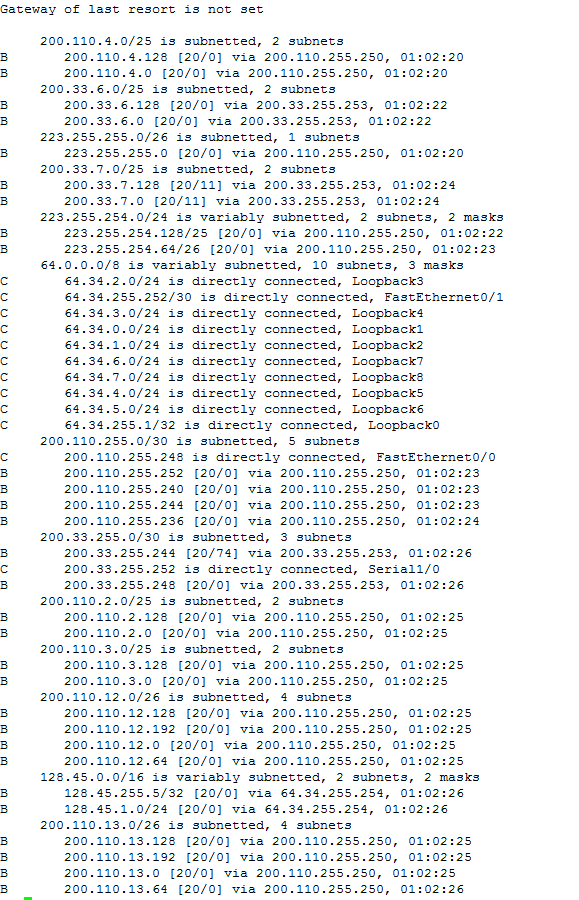 Gateway of last resort is not set
200.110.4.0/25 is subnetted, 2 subnets
B 200.110.4.128 [20/0] via 200.110.255.250, 01:02:20
B 200.110.4.0 [20/0] via 200.110.255.250, 01:02:20
200.33.6.0/25 is subnetted, 2 subnets
B 200.33.6.128 [20/0] via 200.33.255.253, 01:02:22
B 200.33.6.0 [20/0] via 200.33.255.253, 01:02:22
223.255.255.0/26 is subnetted, 1 subnets
B 223.255.255.0 [20/0] via 200.110.255.250, 01:02:20
200.33.7.0/25 is subnetted, 2 subnets
B 200.33.7.128 [20/11] via 200.33.255.253, 01:02:24
B 200.33.7.0 [20/11] via 200.33.255.253, 01:02:24
223.255.254.0/24 is variably subnetted, 2 subnets, 2 masks
B 223.255.254.128/25 [20/0] via 200.110.255.250, 01:02:22
B 223.255.254.64/26 [20/0] via 200.110.255.250, 01:02:23
64.0.0.0/8 is variably subnetted, 10 subnets, 3 masks
C 64.34.2.0/24 is directly connected, Loopback3
C 64.34.255.252/30 is directly connected, FastEthernet0/1
C 64.34.3.0/24 is directly connected, Loopback4
C 64.34.0.0/24 is directly connected, Loopback1
C 64.34.1.0/24 is directly connected, Loopback2
C 64.34.6.0/24 is directly connected, Loopback7
C 64.34.7.0/24 is directly connected, Loopback8
C 64.34.4.0/24 is directly connected, Loopback5
C 64.34.5.0/24 is directly connected, Loopback6
C 64.34.255.1/32 is directly connected, Loopback0
200.110.255.0/30 is subnetted, 5 subnets
C 200.110.255.248 is directly connected, FastEthernet0/0
B 200.110.255.252 [20/0] via 200.110.255.250, 01:02:23
B 200.110.255.240 [20/0] via 200.110.255.250, 01:02:23
B 200.110.255.244 [20/0] via 200.110.255.250, 01:02:23
B 200.110.255.236 [20/0] via 200.110.255.250, 01:02:24
200.33.255.0/30 is subnetted, 3 subnets
B 200.33.255.244 [20/74] via 200.33.255.253, 01:02:26
C 200.33.255.252 is directly connected, Serial1/0
B 200.33.255.248 [20/0] via 200.33.255.253, 01:02:26
200.110.2.0/25 is subnetted, 2 subnets
B 200.110.2.128 [20/0] via 200.110.255.250, 01:02:25
B 200.110.2.0 [20/0] via 200.110.255.250, 01:02:25
200.110.3.0/25 is subnetted, 2 subnets
B 200.110.3.128 [20/0] via 200.110.255.250, 01:02:25
B 200.110.3.0 [20/0] via 200.110.255.250, 01:02:25
200.110.12.0/26 is subnetted, 4 subnets
B 200.110.12.128 [20/0] via 200.110.255.250, 01:02:25
B 200.110.12.192 [20/0] via 200.110.255.250, 01:02:25
B 200.110.12.0 [20/0] via 200.110.255.250, 01:02:25
B 200.110.12.64 [20/0] via 200.110.255.250, 01:02:25
128.45.0.0/16 is variably subnetted, 2 subnets, 2 masks
B 128.45.255.5/32 [20/0] via 64.34.255.254, 01:02:26
B 128.45.1.0/24 [20/0] via 64.34.255.254, 01:02:26
200.110.13.0/26 is subnetted, 4 subnets
B 200.110.13.128 [20/0] via 200.110.255.250, 01:02:25
B 200.110.13.192 [20/0] via 200.110.255.250, 01:02:25
B 200.110.13.0 [20/0] via 200.110.255.250, 01:02:25
B 200.110.13.64 [20/0] via 200.110.255.250, 01:02:26